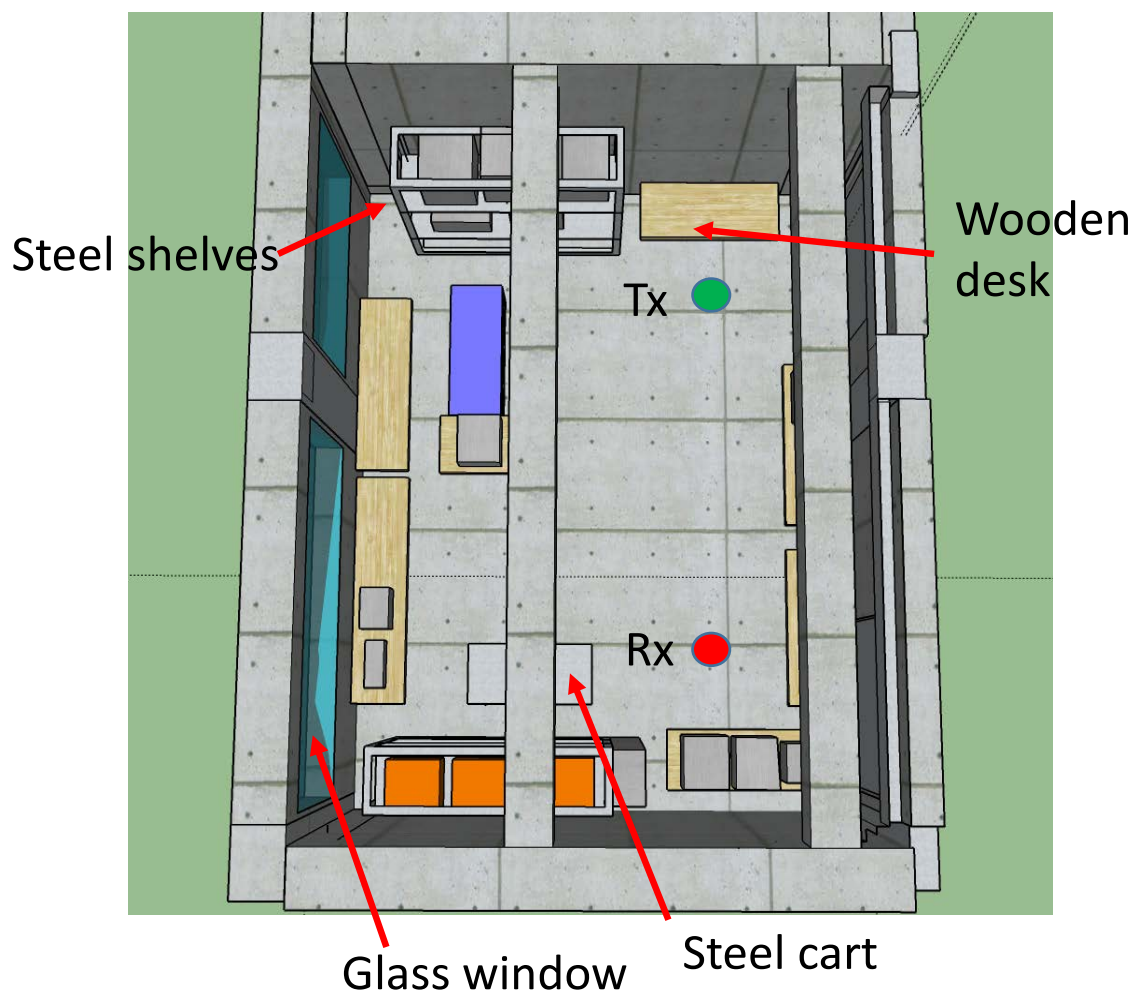 Wooden
desk
Steel shelves
Tx
Rx
Steel cart
Glass window